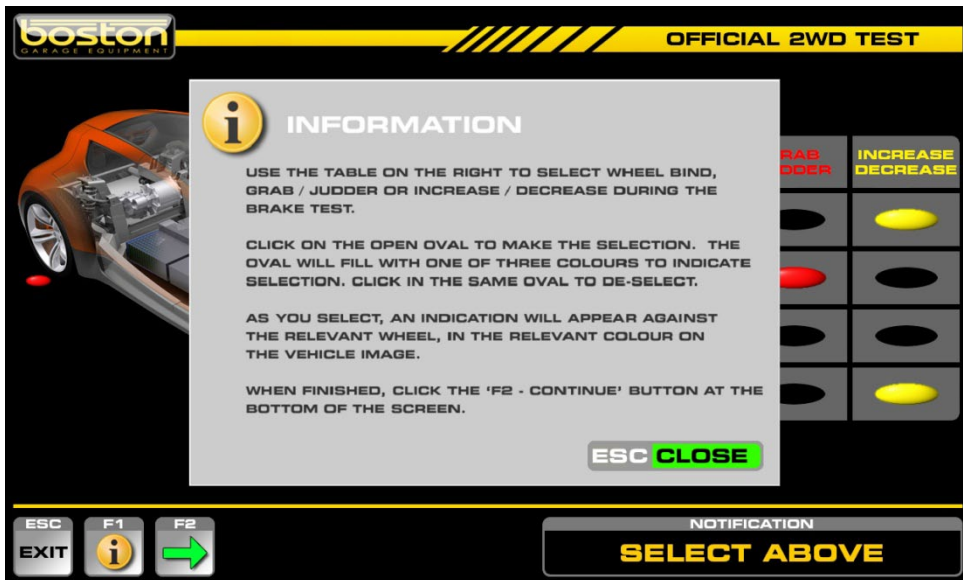 boston
GARAGE EQUIPMENT
OFFICIAL 2WD TEST
INFORMATION
USE THE TABLE ON THE RIGHT TO SELECT WHEEL BIND,
GRAB / JUDDER OR INCREASE / DECREASE DURING THE
BRAKE TEST.
CLICK ON THE OPEN OVAL TO MAKE THE SELECTION. THE
OVAL WILL FILL WITH ONE OF THREE COLOURS TO INDICATE
SELECTION. CLICK IN THE SAME OVAL TO DE-SELECT.
AS YOU SELECT, AN INDICATION WILL APPEAR AGAINST
THE RELEVANT WHEEL, IN THE RELEVANT COLOUR ON
THE VEHICLE IMAGE.
WHEN FINISHED, CLICK THE 'F2 - CONTINUE' BUTTON AT THE
BOTTOM OF THE SCREEN.
ESC CLOSE
RAB
DDER
INCREASE
DECREASE
ESC
EXIT
F1
F2
NOTIFICATION
SELECT ABOVE